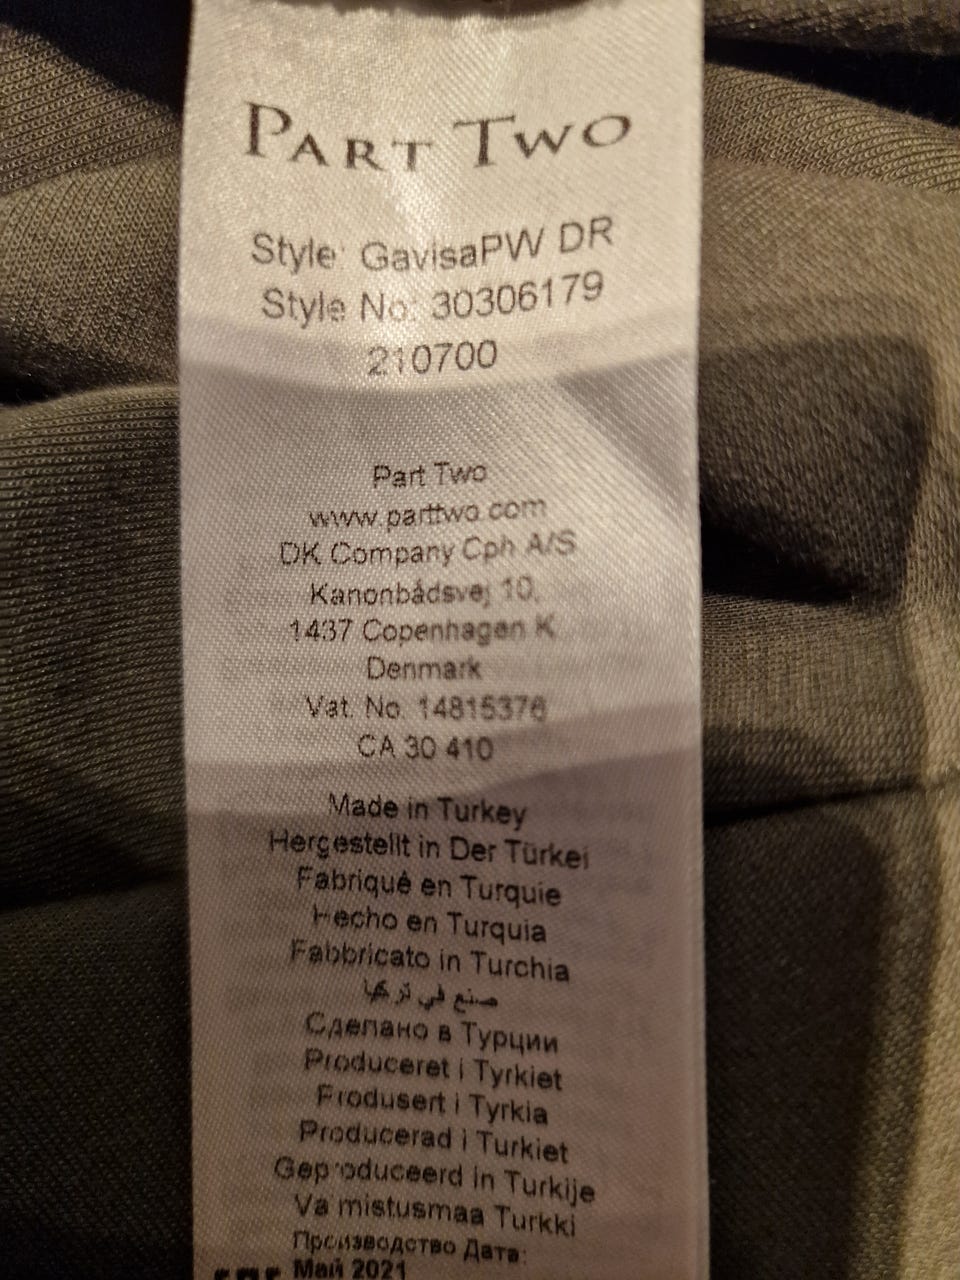 PART TWO
Style: GavisaPW DR
Style No: 30306179
210700
Part Two
www.parttwo.com
DK Company Cph A/S
Kanonbådsvej 10,
1437 Copenhagen K
Denmark
Vat. No. 14815376
CA 30 410
Made in Turkey
Hergestellt in Der Türkei
Fabriqué en Turquie
Hecho en Turquia
Fabbricato in Turchia
صنع في تركيا
Сделано в Турции
Produceret i Tyrkiet
Produsert i Tyrkia
Producerad i Turkiet
Geproduceerd in Turkije
Valmistusmaa Turkki
Производство Дата:
Май 2021